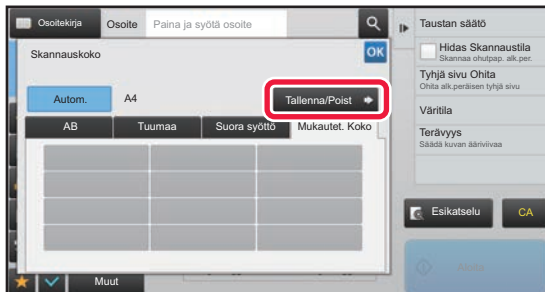 Osoitekirja
Osoite
Paina ja syötä osoite
Skannauskoko
OK
Autom.
A4
Tallenna/Poist
AB
Tuumaa
Suora syöttö
Mukautet. Koko
Muut
Taustan säätö
Hidas Skannaustila
Skannaa ohutpap. alk.per.
Tyhjä sivu Ohita
Ohita alk.peräisen tyhjä sivu
Väritila
Terävyys
Säädä kuvan ääriviivaa
Esikatselu
CA